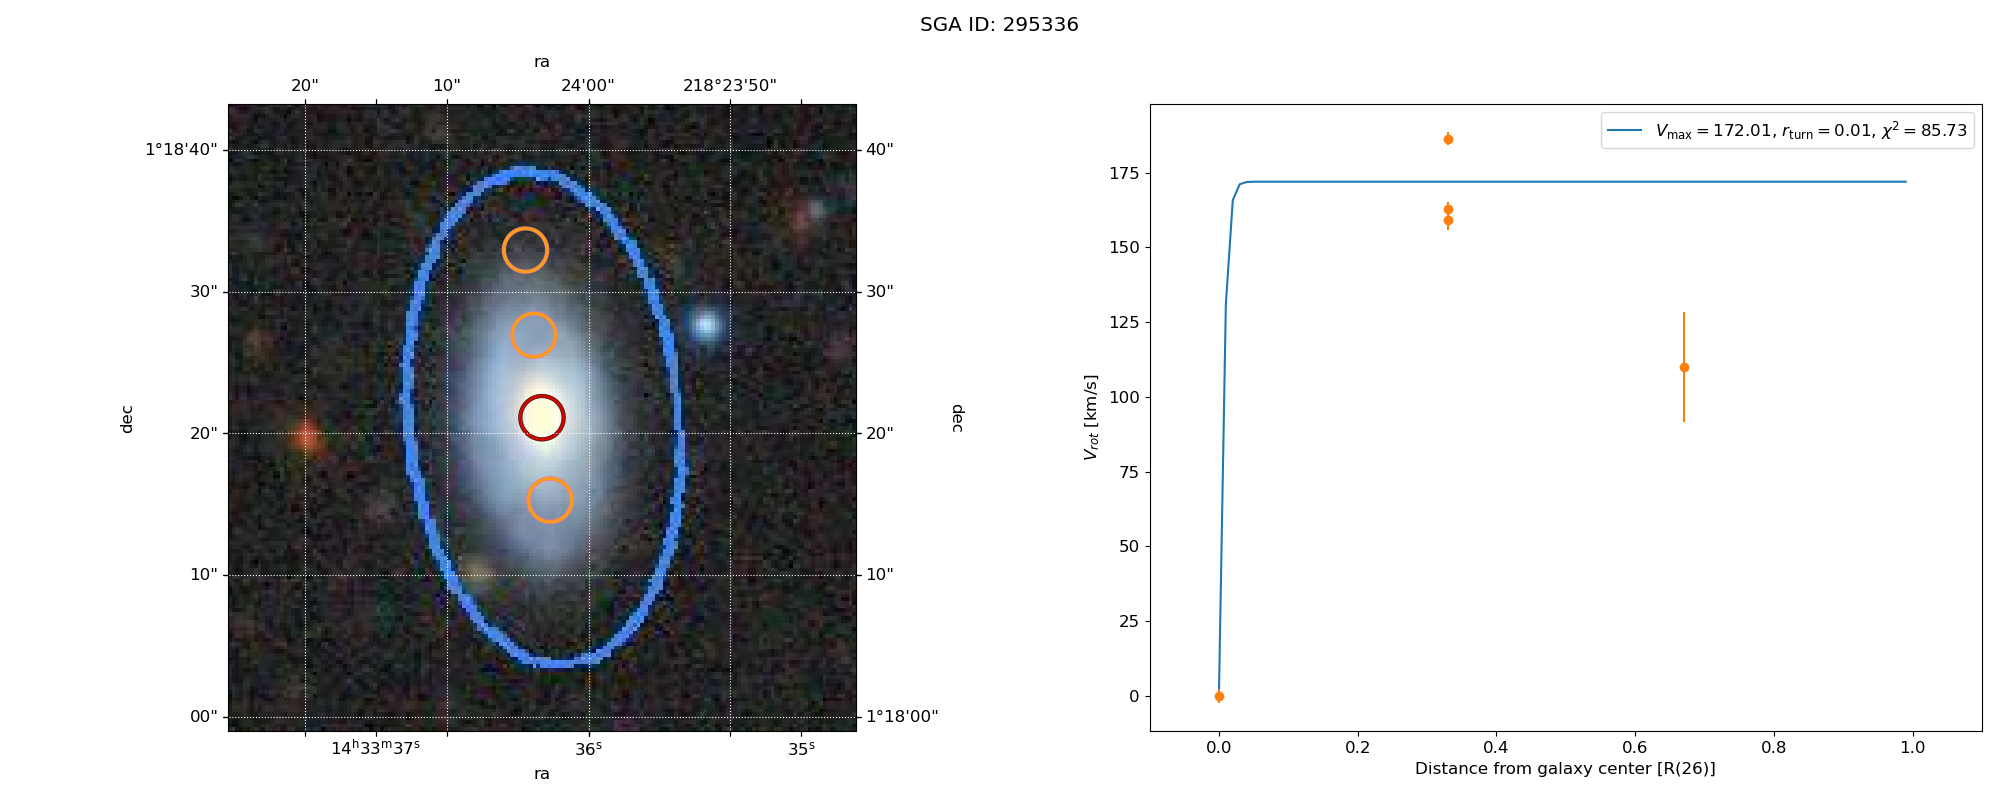 SGA ID: 295336
ra
20" 10" 24'00" 218°23'50"
1°18'40" 40"
30" 30"
dec dec
20" 20"
10" 10"
00" 1°18'00"
14ʰ33ᵐ37ˢ 36ˢ 35ˢ
ra
V_max = 172.01, r_turn = 0.01, χ² = 85.73
175
150
125
100
75
50
25
0
V_rot [km/s]
0.0 0.2 0.4 0.6 0.8 1.0
Distance from galaxy center [R(26)]